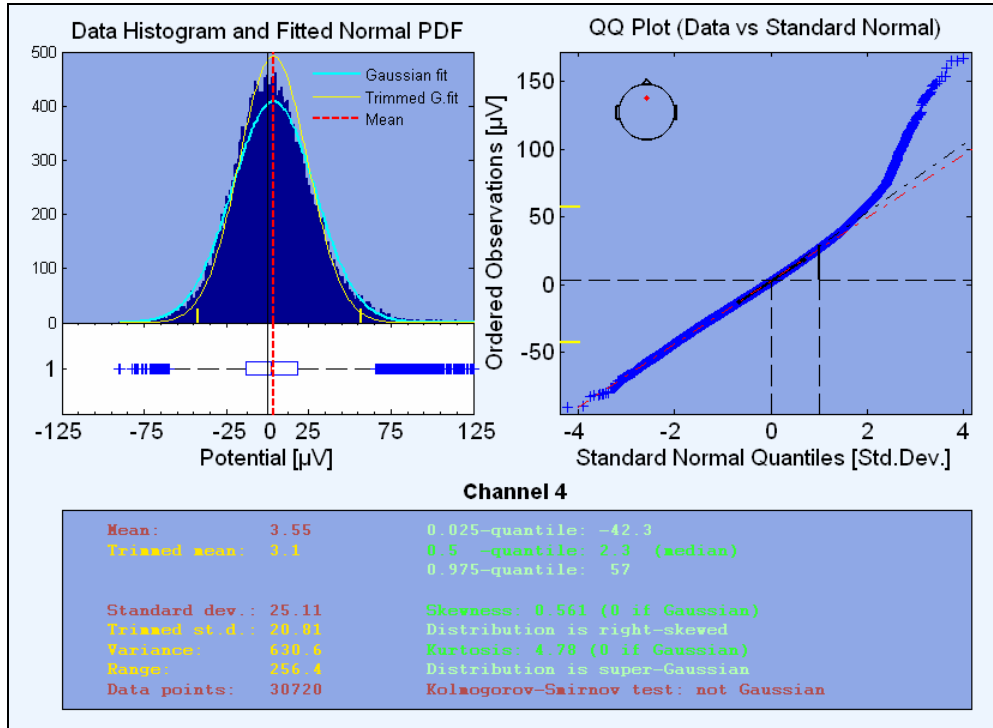 Data Histogram and Fitted Normal PDF
500
400
300
200
100
0
Gaussian fit
Trimmed G.fit
Mean
1
-125 -75 -25 0 25 75 125
Potential [µV]
QQ Plot (Data vs Standard Normal)
Ordered Observations [µV]
150
100
50
0
-50
-4 -2 0 2 4
Standard Normal Quantiles [Std.Dev.]
Channel 4
Mean: 3.55 0.025-quantile: -42.3
Trimmed mean: 3.1 0.5 -quantile: 2.3 (median)
0.975-quantile: 57
Standard dev.: 25.11 Skewness: 0.561 (0 if Gaussian)
Trimmed st.d.: 20.81 Distribution is right-skewed
Variance: 630.6 Kurtosis: 4.78 (0 if Gaussian)
Range: 256.4 Distribution is super-Gaussian
Data points: 30720 Kolmogorov-Smirnov test: not Gaussian